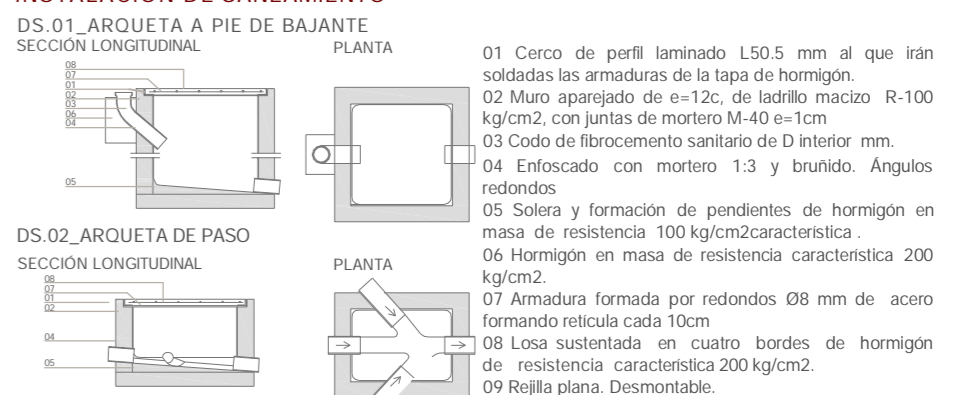 INSTALACIÓN DE SANEAMIENTO
DS.01_ARQUETA A PIE DE BAJANTE
SECCIÓN LONGITUDINAL
PLANTA
08
07
01
02
03
06
04
05
DS.02_ARQUETA DE PASO
SECCIÓN LONGITUDINAL
PLANTA
08
07
01
02
04
05
01 Cerco de perfil laminado L50.5 mm al que irán
soldadas las armaduras de la tapa de hormigón.
02 Muro aparejado de e=12c, de ladrillo macizo R-100
kg/cm2, con juntas de mortero M-40 e=1cm
03 Codo de fibrocemento sanitario de D interior mm.
04 Enfoscado con mortero 1:3 y bruñido. Ángulos
redondos
05 Solera y formación de pendientes de hormigón en
masa de resistencia 100 kg/cm2característica .
06 Hormigón en masa de resistencia característica 200
kg/cm2.
07 Armadura formada por redondos Ø8 mm de acero
formando retícula cada 10cm
08 Losa sustentada en cuatro bordes de hormigón
de resistencia característica 200 kg/cm2.
09 Rejilla plana. Desmontable.